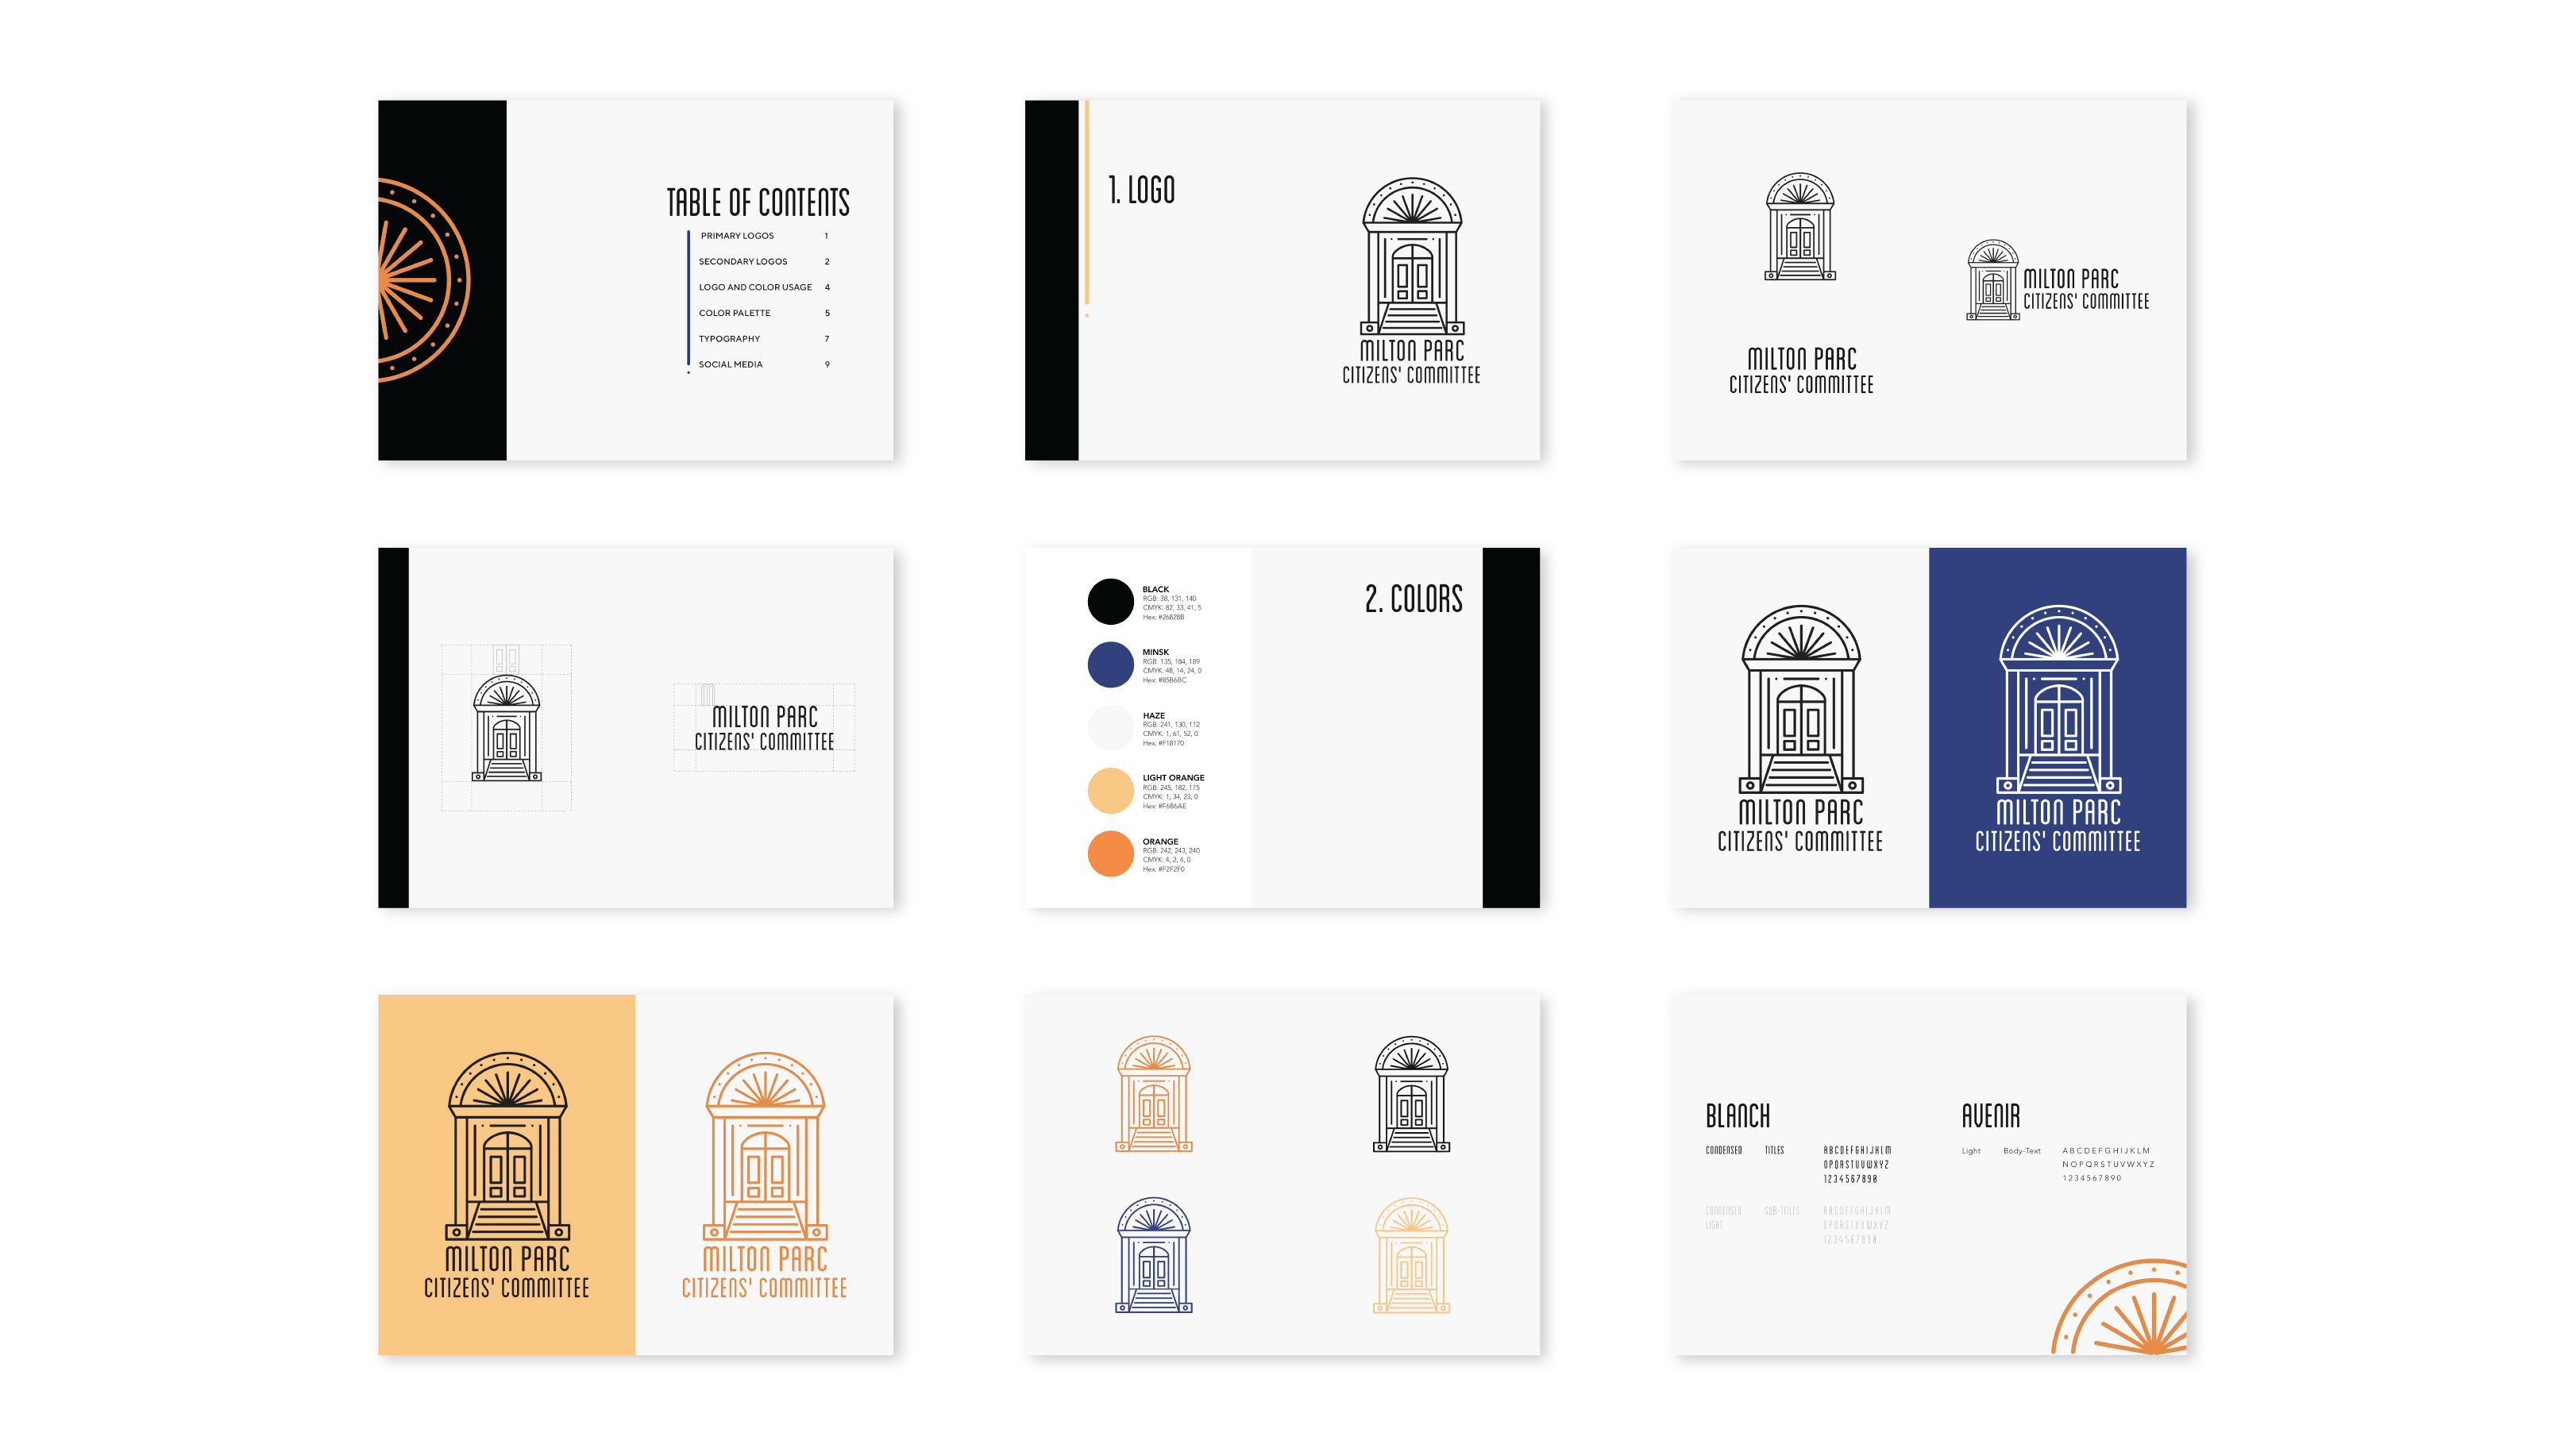 TABLE OF CONTENTS
PRIMARY LOGOS 1
SECONDARY LOGOS 2
LOGO AND COLOR USAGE 4
COLOR PALETTE 5
TYPOGRAPHY 7
SOCIAL MEDIA 9
1. LOGO
MILTON PARC
CITIZENS' COMMITTEE
MILTON PARC
CITIZENS' COMMITTEE
MILTON PARC
CITIZENS' COMMITTEE
MILTON PARC
CITIZENS' COMMITTEE
BLACK
RGB: 38, 131, 140
CMYK: 82, 33, 41, 5
Hex: #26828B
MINSK
RGB: 135, 184, 189
CMYK: 48, 14, 24, 0
Hex: #85B6BC
HAZE
RGB: 241, 130, 112
CMYK: 1, 61, 52, 0
Hex: #F18170
LIGHT ORANGE
RGB: 245, 182, 175
CMYK: 1, 34, 23, 0
Hex: #F6B6AE
ORANGE
RGB: 242, 243, 240
CMYK: 4, 2, 4, 0
Hex: #F2F2F0
2. COLORS
MILTON PARC
CITIZENS' COMMITTEE
MILTON PARC
CITIZENS' COMMITTEE
MILTON PARC
CITIZENS' COMMITTEE
MILTON PARC
CITIZENS' COMMITTEE
BLANCH
CONDENSED TITLES ABCDEFGHIJKLM
OPQRSTUVWXYZ
1234567890
CONDENSED SUB-TITLES ABCDEFGHIJKLM
LIGHT OPQRSTUVWXYZ
1234567890
AVENIR
Light Body-Text ABCDEFGHIJKLM
NOPQRSTUVWXYZ
1234567890